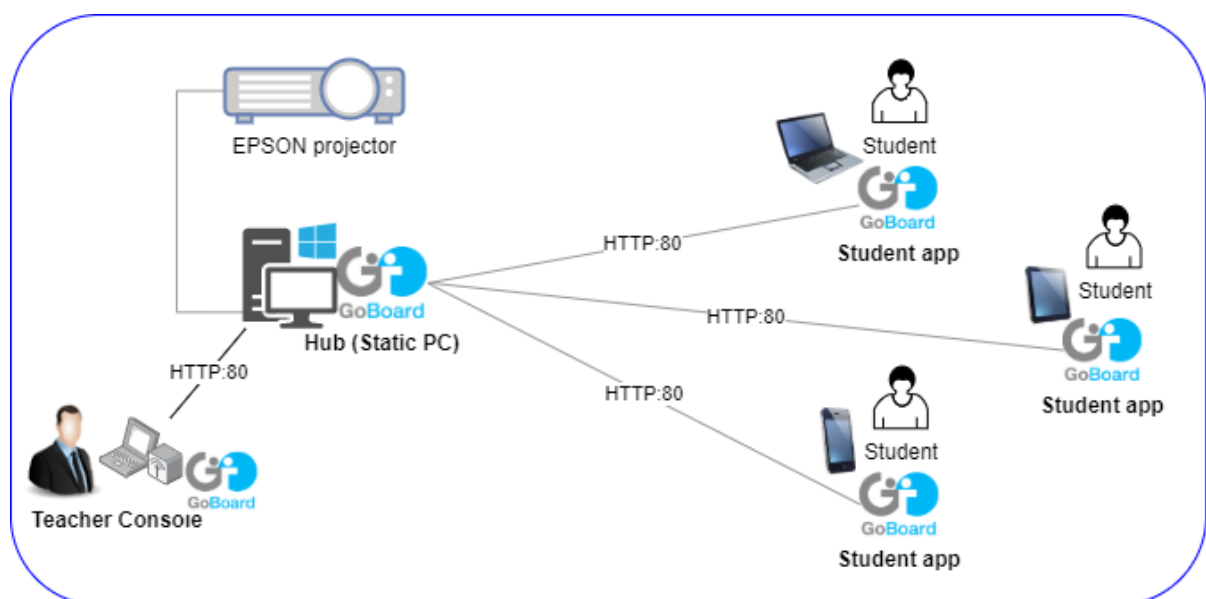 EPSON projector
Student
GoBoard
Student app
HTTP:80
Student
GoBoard
Hub (Static PC)
HTTP:80
GoBoard
Student app
HTTP:80
HTTP:80
Student
GoBoard
Teacher Console
GoBoard
Student app